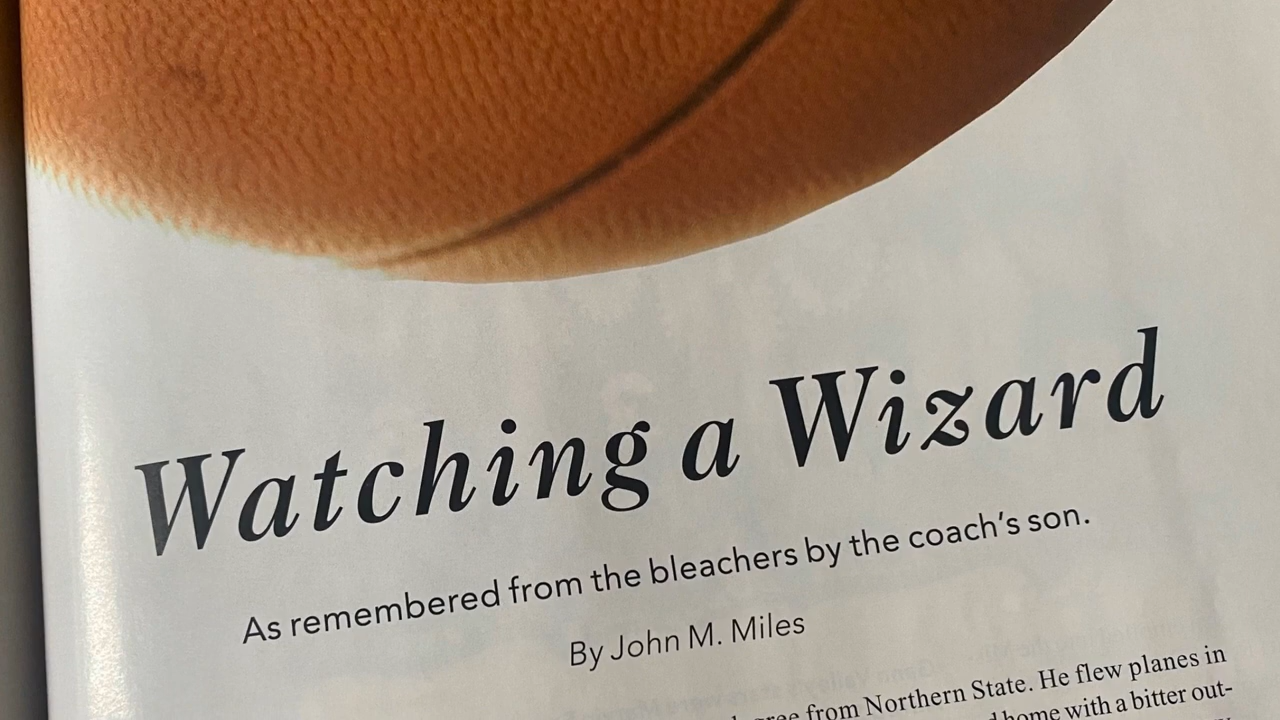 Watching a Wizard
As remembered from the bleachers by the coach's son.
By John M. Miles
from Northern State. He flew planes in
home with a bitter out-